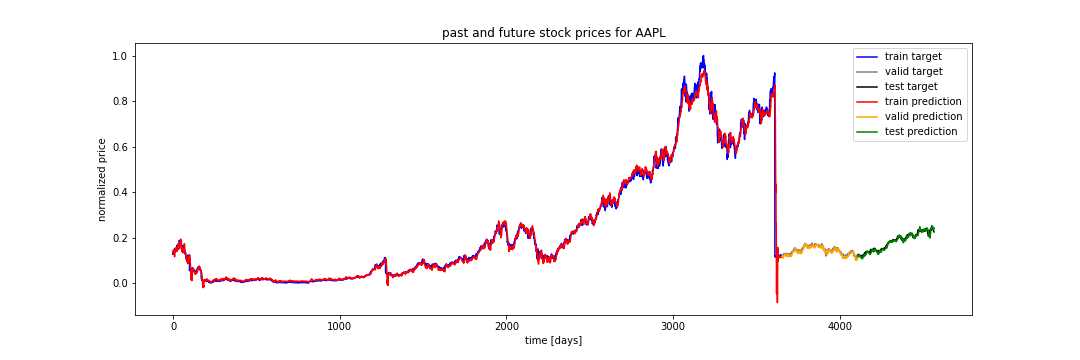 past and future stock prices for AAPL
normalized price
1.0
0.8
0.6
0.4
0.2
0.0
0
1000
2000
3000
4000
time [days]
train target
valid target
test target
train prediction
valid prediction
test prediction